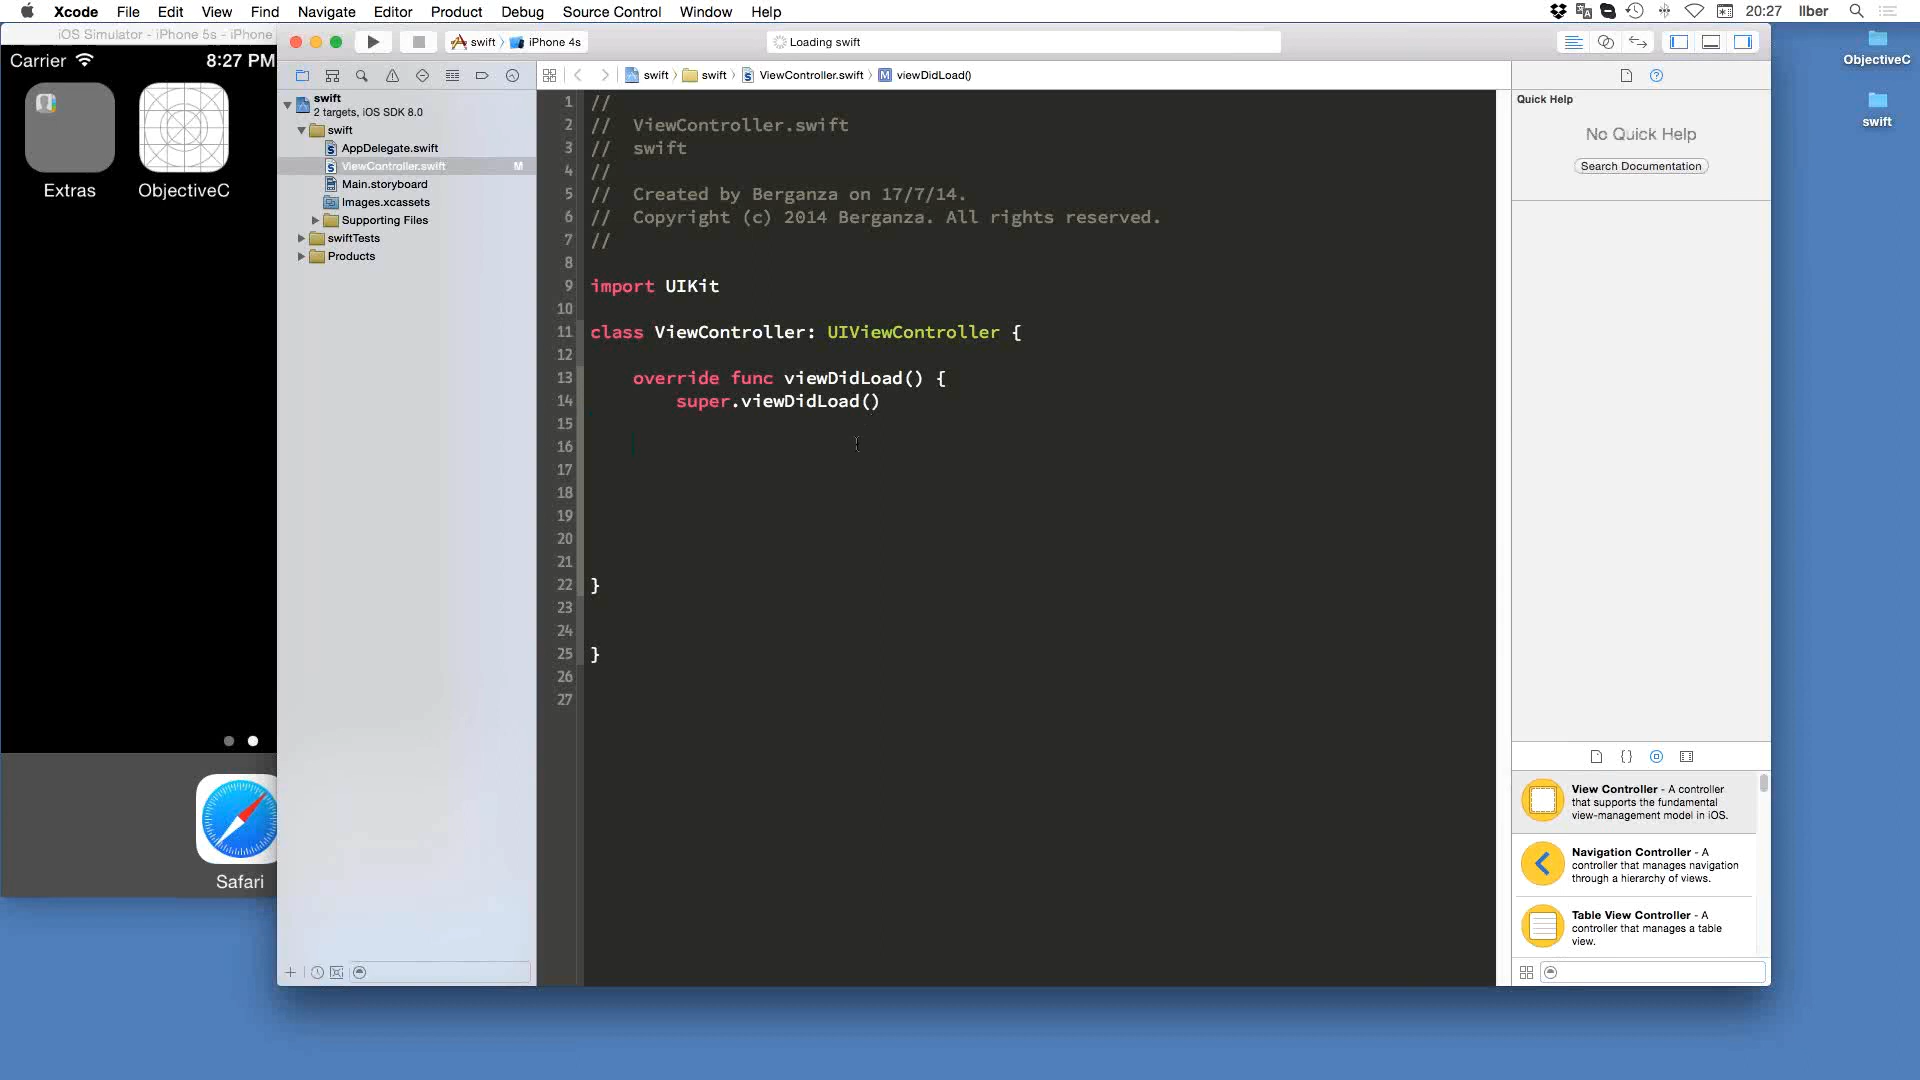 Xcode File Edit View Find Navigate Editor Product Debug Source Control Window Help 20:27 Ilber
iOS Simulator - iPhone 5s - iPhone
Carrier 8:27 PM
Extras
ObjectiveC
Safari
swift iPhone 4s
Loading swift
swift
2 targets, iOS SDK 8.0
swift
AppDelegate.swift
ViewController.swift M
Main.storyboard
Images.xcassets
Supporting Files
swiftTests
Products
swift swift ViewController.swift M viewDidLoad()
1 //
2 //  ViewController.swift
3 //  swift
4 //
5 //  Created by Berganza on 17/7/14.
6 //  Copyright (c) 2014 Berganza. All rights reserved.
7 //
8
9 import UIKit
10
11 class ViewController: UIViewController {
12
13     override func viewDidLoad() {
14         super.viewDidLoad()
15
16
17
18
19
20
21
22 }
23
24
25 }
26
27
Quick Help
No Quick Help
Search Documentation
{}
View Controller - A controller
that supports the fundamental
view-management model in iOS.
Navigation Controller - A
controller that manages navigation
through a hierarchy of views.
Table View Controller - A
controller that manages a table
view.
ObjectiveC
swift